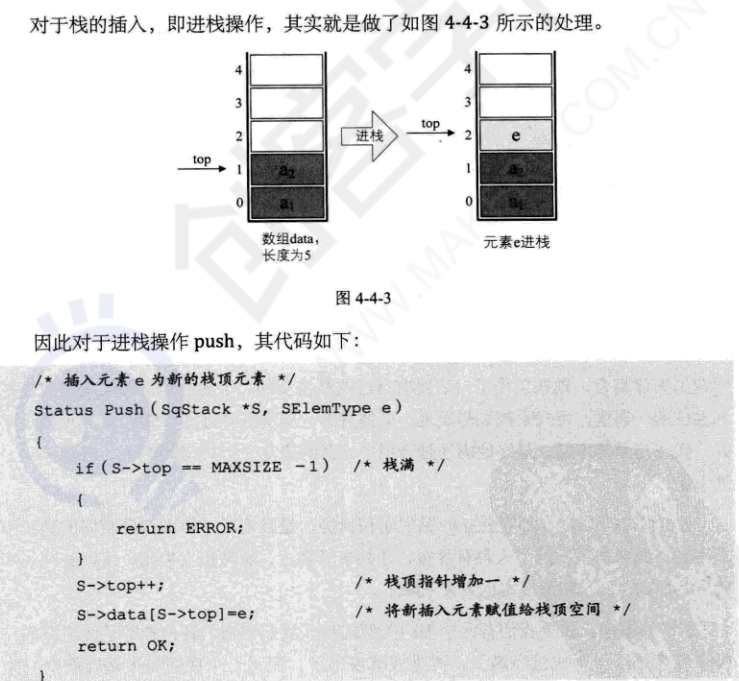 对于栈的插入，即进栈操作，其实就是做了如图 4-4-3 所示的处理。
4
3
2
top
1
a2
0
a1
数组data，
长度为5
进栈
4
3
top
2
e
1
a2
0
a1
元素e进栈
图 4-4-3
因此对于进栈操作 push，其代码如下：
/* 插入元素 e 为新的栈顶元素 */
Status Push（SqStack *S, SElemType e）
{
if（S->top == MAXSIZE -1） /* 栈满 */
{
return ERROR;
}
S->top++; /* 栈顶指针增加一 */
S->data[S->top]=e; /* 将新插入元素赋值给栈顶空间 */
return OK;
}